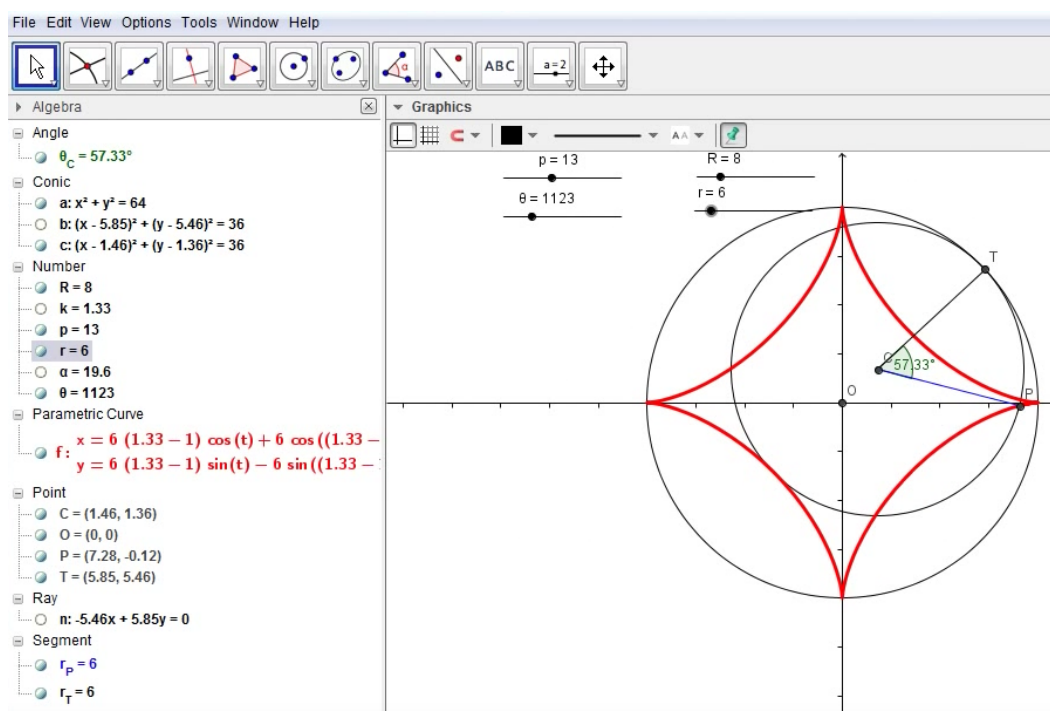 File Edit View Options Tools Window Help
ABC
a=2
α
Algebra
Graphics
Angle
θC = 57.33°
Conic
a: x² + y² = 64
b: (x - 5.85)² + (y - 5.46)² = 36
c: (x - 1.46)² + (y - 1.36)² = 36
Number
R = 8
k = 1.33
p = 13
r = 6
α = 19.6
θ = 1123
Parametric Curve
f: x = 6 (1.33 − 1) cos(t) + 6 cos((1.33 −
y = 6 (1.33 − 1) sin(t) − 6 sin((1.33 −
Point
C = (1.46, 1.36)
O = (0, 0)
P = (7.28, -0.12)
T = (5.85, 5.46)
Ray
n: -5.46x + 5.85y = 0
Segment
rP = 6
rT = 6
AA
p = 13
θ = 1123
R = 8
r = 6
T
C
57.33°
P
O